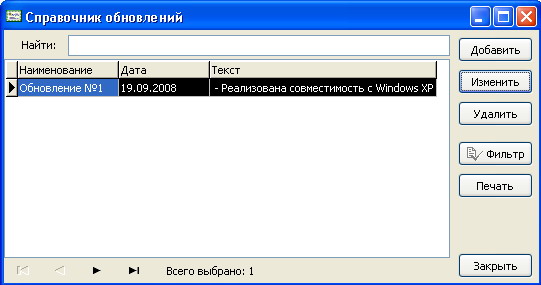 Справочник обновлений
Найти:
Добавить
Наименование Дата Текст
Обновление №1 19.09.2008 - Реализована совместимость с Windows XP
Изменить
Удалить
Фильтр
Печать
Всего выбрано: 1
Закрыть